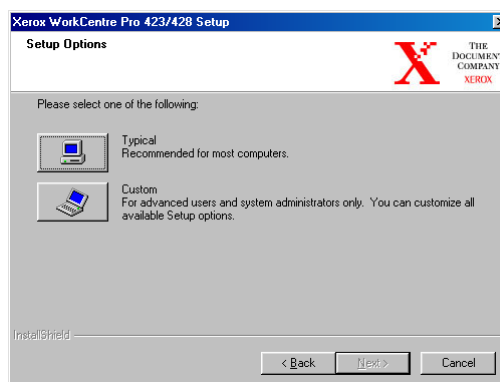 Xerox WorkCentre Pro 423/428 Setup
Setup Options
THE
DOCUMENT
COMPANY
XEROX
Please select one of the following:
Typical
Recommended for most computers.
Custom
For advanced users and system administrators only. You can customize all
available Setup options.
InstallShield
< Back
Next >
Cancel